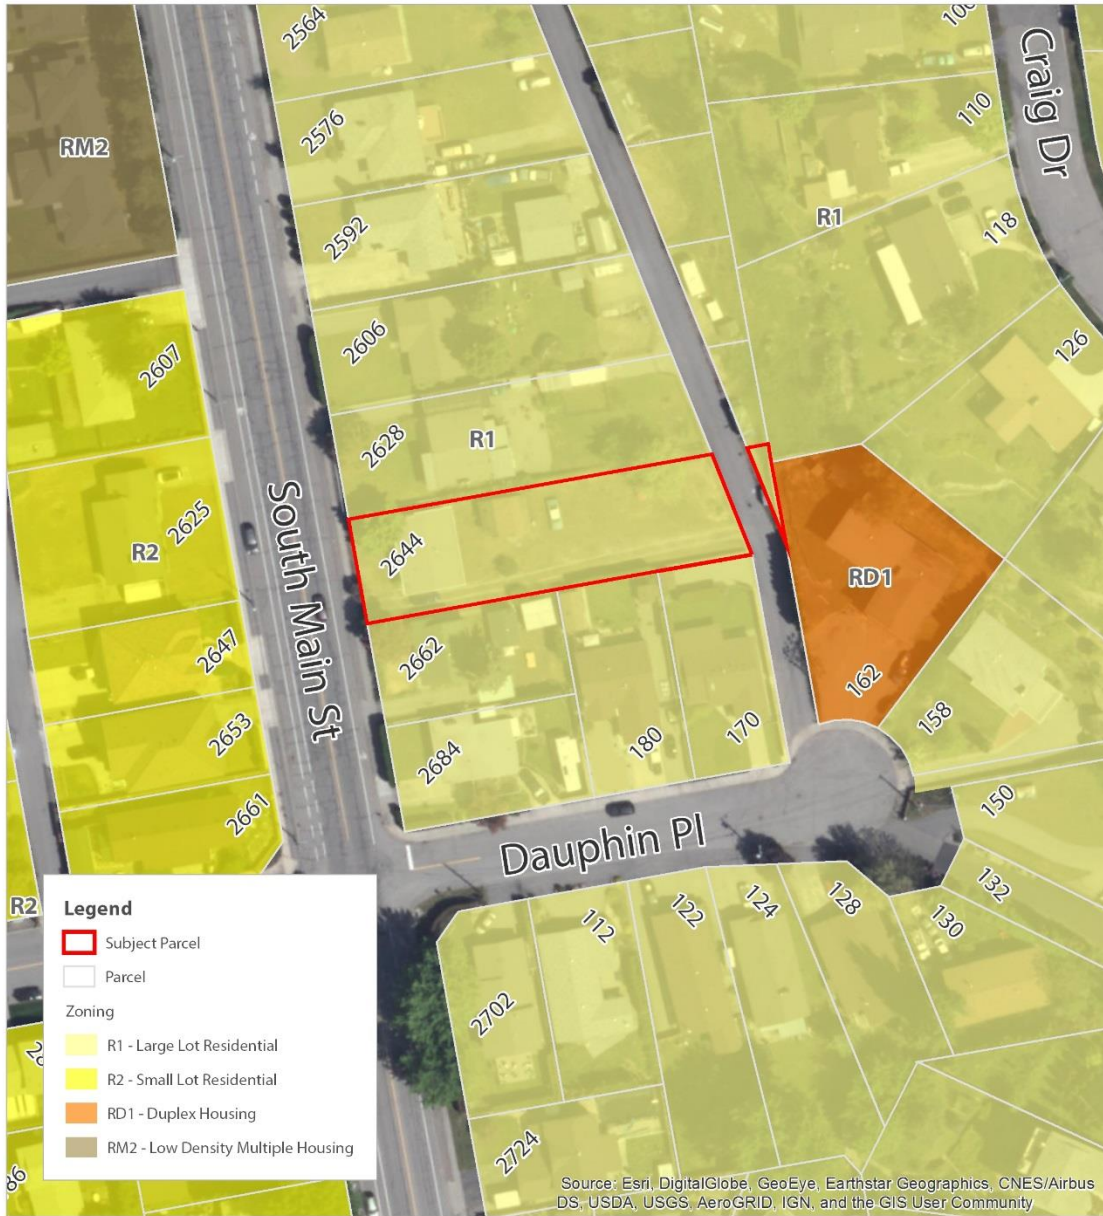 2564
100
Craig Dr
2576
110
RM2
2592
R1
118
2606
126
2607
2628
R1
South Main St
2625
R2
2644
RD1
2647
2662
162
158
2653
2684
180
170
2661
150
Dauphin Pl
132
R2
112
122
124
128
130
2702
2724
86
Legend
Subject Parcel
Parcel
Zoning
R1 - Large Lot Residential
R2 - Small Lot Residential
RD1 - Duplex Housing
RM2 - Low Density Multiple Housing
Source: Esri, DigitalGlobe, GeoEye, Earthstar Geographics, CNES/Airbus
DS, USDA, USGS, AeroGRID, IGN, and the GIS User Community